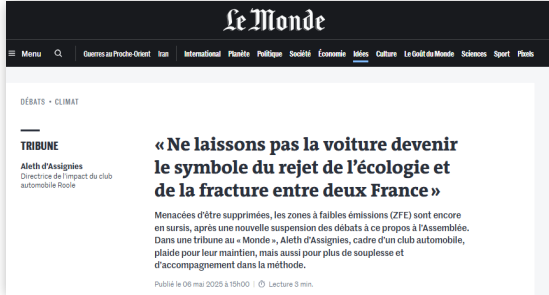 Le Monde
Menu Guerres au Proche-Orient Iran International Planète Politique Société Économie Idées Culture Le Goût du Monde Sciences Sport Pixels
DÉBATS • CLIMAT
TRIBUNE
Aleth d'Assignies
Directrice de l'impact du club
automobile Roole
« Ne laissons pas la voiture devenir
le symbole du rejet de l'écologie et
de la fracture entre deux France »
Menacées d'être supprimées, les zones à faibles émissions (ZFE) sont encore
en sursis, après une nouvelle suspension des débats à ce propos à l'Assemblée.
Dans une tribune au « Monde », Aleth d'Assignies, cadre d'un club automobile,
plaide pour leur maintien, mais aussi pour plus de souplesse et
d'accompagnement dans la méthode.
Publié le 06 mai 2025 à 15h00 Lecture 3 min.